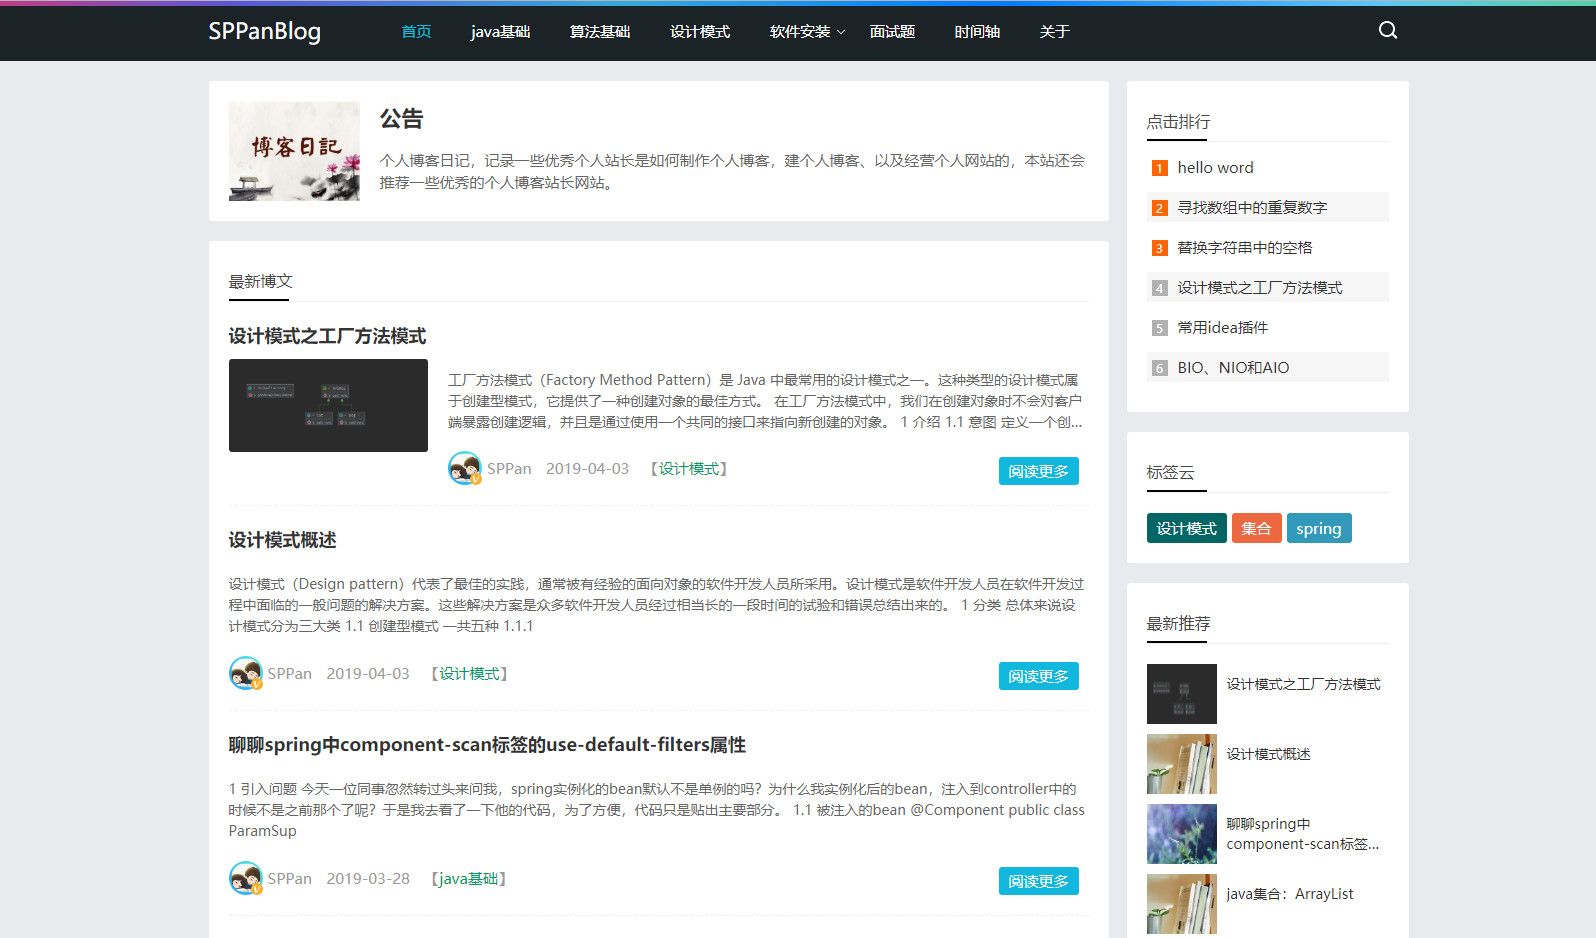 SPPanBlog 首页 java基础 算法基础 设计模式 软件安装 面试题 时间轴 关于
博客日記
公告
个人博客日记，记录一些优秀个人站长是如何制作个人博客，建个人博客、以及经营个人网站的，本站还会
推荐一些优秀的个人博客站长网站。
最新博文
设计模式之工厂方法模式
工厂方法模式（Factory Method Pattern）是 Java 中最常用的设计模式之一。这种类型的设计模式属
于创建型模式，它提供了一种创建对象的最佳方式。 在工厂方法模式中，我们在创建对象时不会对客户
端暴露创建逻辑，并且是通过使用一个共同的接口来指向新创建的对象。 1 介绍 1.1 意图 定义一个创...
SPPan 2019-04-03 【设计模式】 阅读更多
设计模式概述
设计模式（Design pattern）代表了最佳的实践，通常被有经验的面向对象的软件开发人员所采用。设计模式是软件开发人员在软件开发过
程中面临的一般问题的解决方案。这些解决方案是众多软件开发人员经过相当长的一段时间的试验和错误总结出来的。 1 分类 总体来说设
计模式分为三大类 1.1 创建型模式 一共五种 1.1.1
SPPan 2019-04-03 【设计模式】 阅读更多
聊聊spring中component-scan标签的use-default-filters属性
1 引入问题 今天一位同事忽然转过头来问我，spring实例化的bean默认不是单例的吗？为什么我实例化后的bean，注入到controller中的
时候不是之前那个了呢？于是我去看了一下他的代码，为了方便，代码只是贴出主要部分。 1.1 被注入的bean @Component public class
ParamSup
SPPan 2019-03-28 【java基础】 阅读更多
点击排行
1 hello word
2 寻找数组中的重复数字
3 替换字符串中的空格
4 设计模式之工厂方法模式
5 常用idea插件
6 BIO、NIO和AIO
标签云
设计模式 集合 spring
最新推荐
设计模式之工厂方法模式
设计模式概述
聊聊spring中
component-scan标签...
java集合：ArrayList